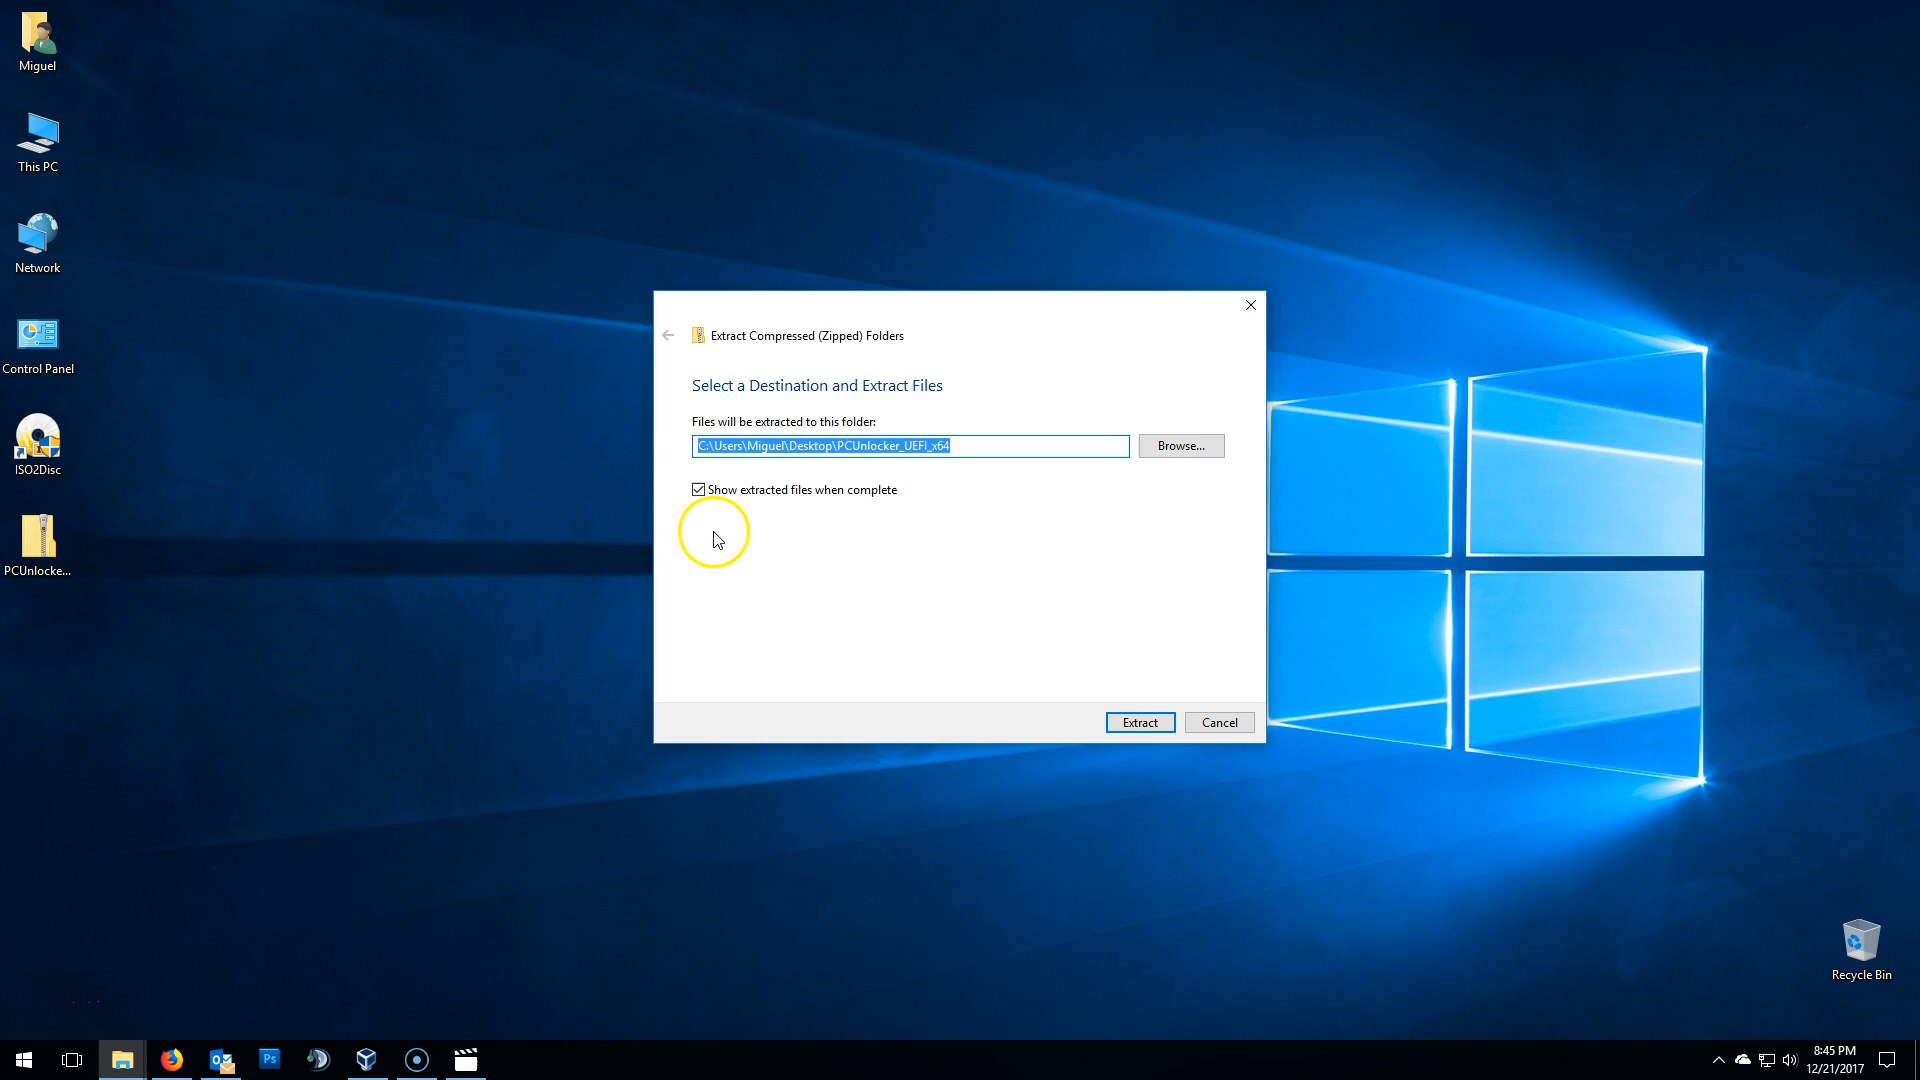 Miguel
This PC
Network
Control Panel
ISO2Disc
PCUnlocke...
Extract Compressed (Zipped) Folders
Select a Destination and Extract Files
Files will be extracted to this folder:
C:\Users\Miguel\Desktop\PCUnlocker_UEFI_x64
Browse...
Show extracted files when complete
Extract
Cancel
Recycle Bin
Ps
8:45 PM
12/21/2017